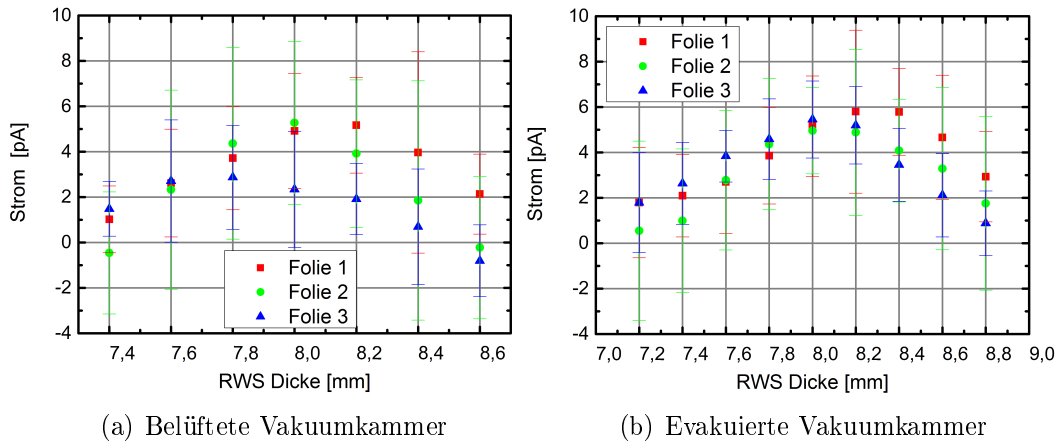 (a)
10
8
6
4
2
0
-2
-4
Strom [pA]
Folie 1
Folie 2
Folie 3
7,4 7,6 7,8 8,0 8,2 8,4 8,6
RWS Dicke [mm]
(a) Belüftete Vakuumkammer
(b)
10
8
6
4
2
0
-2
-4
Strom [pA]
Folie 1
Folie 2
Folie 3
7,0 7,2 7,4 7,6 7,8 8,0 8,2 8,4 8,6 8,8 9,0
RWS Dicke [mm]
(b) Evakuierte Vakuumkammer